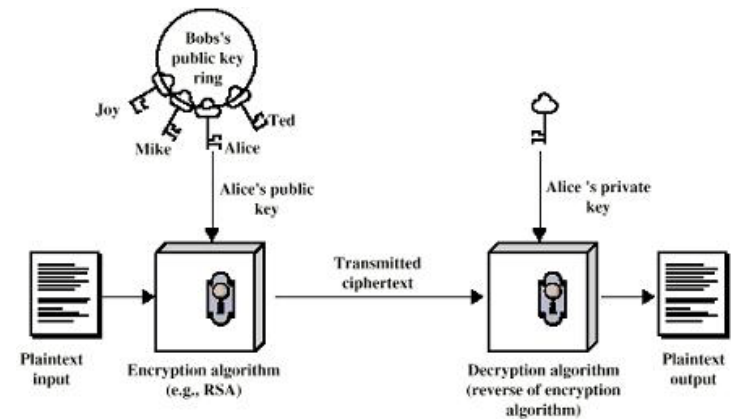 Bobs's
public key
ring
Joy
Ted
Mike
Alice
Alice's public
key
Alice 's private
key
Transmitted
ciphertext
Plaintext
input
Encryption algorithm
(e.g., RSA)
Decryption algorithm
(reverse of encryption
algorithm)
Plaintext
output